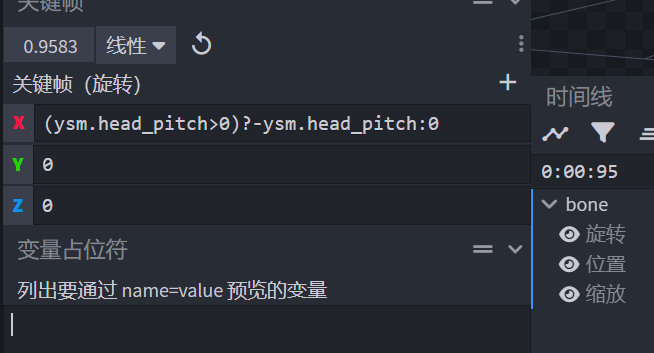 关键帧
0.9583 线性
关键帧（旋转）
X (ysm.head_pitch>0)?-ysm.head_pitch:0
Y 0
Z 0
变量占位符
列出要通过 name=value 预览的变量
时间线
0:00:95
bone
旋转
位置
缩放